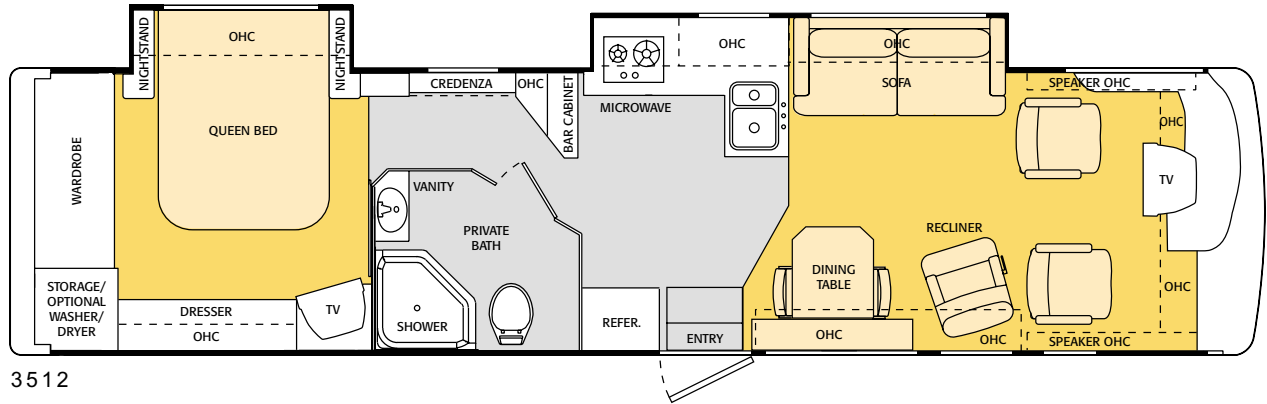 NIGHTSTAND
OHC
NIGHTSTAND
QUEEN BED
WARDROBE
STORAGE/
OPTIONAL
WASHER/
DRYER
DRESSER
OHC
TV
CREDENZA
OHC
BAR CABINET
VANITY
PRIVATE
BATH
SHOWER
OHC
MICROWAVE
REFER.
ENTRY
OHC
SOFA
SPEAKER OHC
OHC
TV
RECLINER
DINING
TABLE
OHC
OHC
OHC
SPEAKER OHC
3512